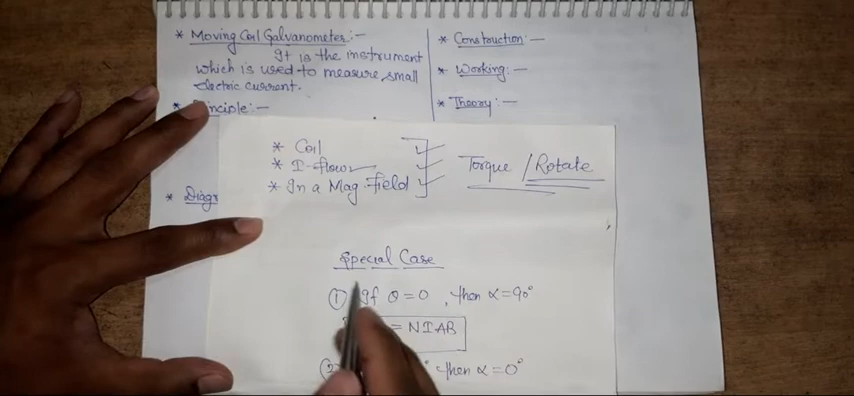 * Moving Coil Galvanometer:-
It is the instrument
which is used to measure small
electric current.
* Construction:-
* Working:-
* Theory:-
* Coil
* I-flow
* In a Mag. Field
Torque / Rotate
Special Case
① If θ = 0 , then α = 90°
= NIAB
then α = 0°